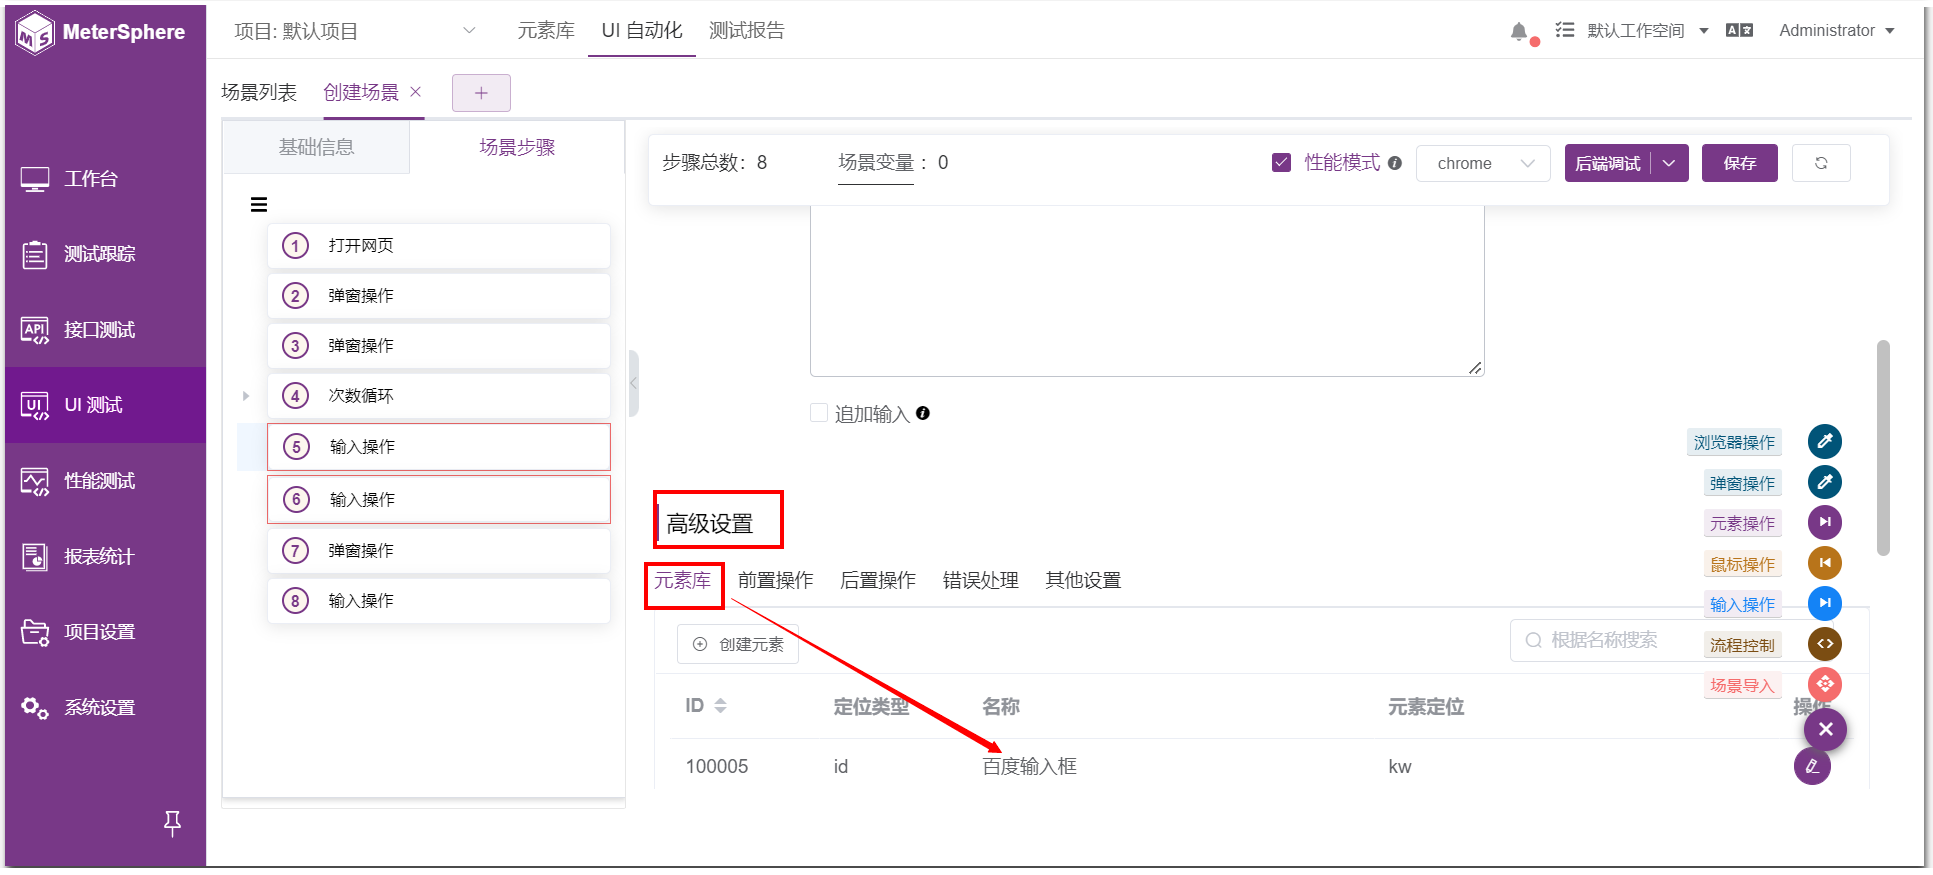 MeterSphere
项目: 默认项目
元素库
UI 自动化
测试报告
默认工作空间
Administrator
场景列表
创建场景
工作台
测试跟踪
API 接口测试
UI UI 测试
性能测试
报表统计
项目设置
系统设置
基础信息
场景步骤
1 打开网页
2 弹窗操作
3 弹窗操作
4 次数循环
5 输入操作
6 输入操作
7 弹窗操作
8 输入操作
步骤总数: 8
场景变量 : 0
性能模式
chrome
后端调试
保存
追加输入
高级设置
元素库
前置操作
后置操作
错误处理
其他设置
创建元素
根据名称搜索
ID
定位类型
名称
元素定位
操作
100005
id
百度输入框
kw
浏览器操作
弹窗操作
元素操作
鼠标操作
输入操作
流程控制
场景导入